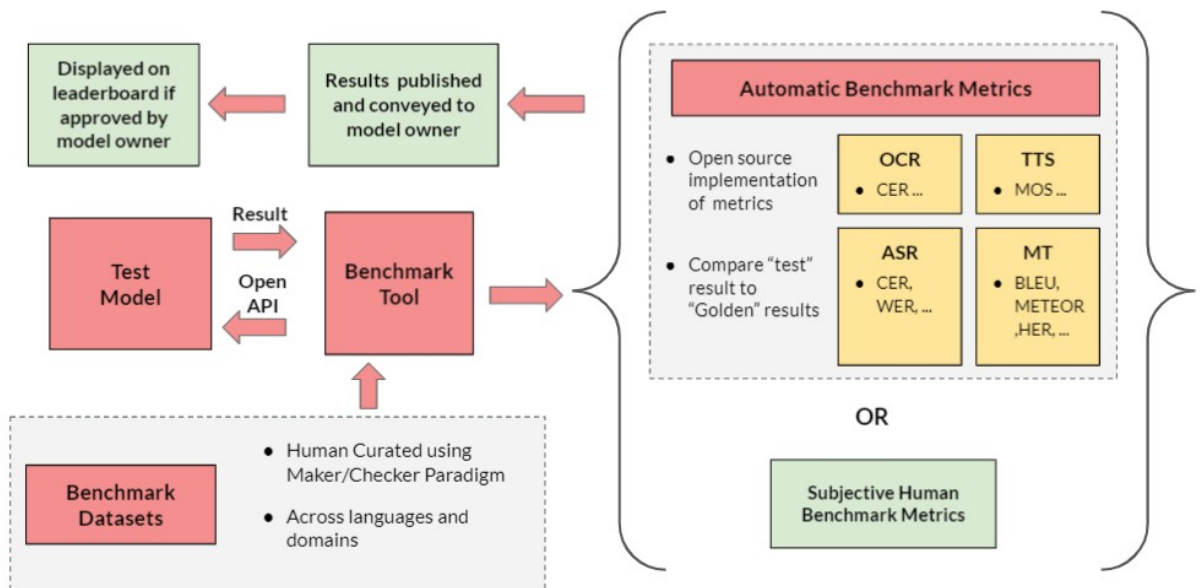 Displayed on
leaderboard if
approved by
model owner
Results published
and conveyed to
model owner
Automatic Benchmark Metrics
● Open source
implementation
of metrics
OCR
● CER ...
TTS
● MOS ...
● Compare “test”
result to
“Golden” results
ASR
● CER,
WER, ...
MT
● BLEU,
METEOR
,HER, ...
Test
Model
Result
Open
API
Benchmark
Tool
OR
Subjective Human
Benchmark Metrics
Benchmark
Datasets
● Human Curated using
Maker/Checker Paradigm
● Across languages and
domains